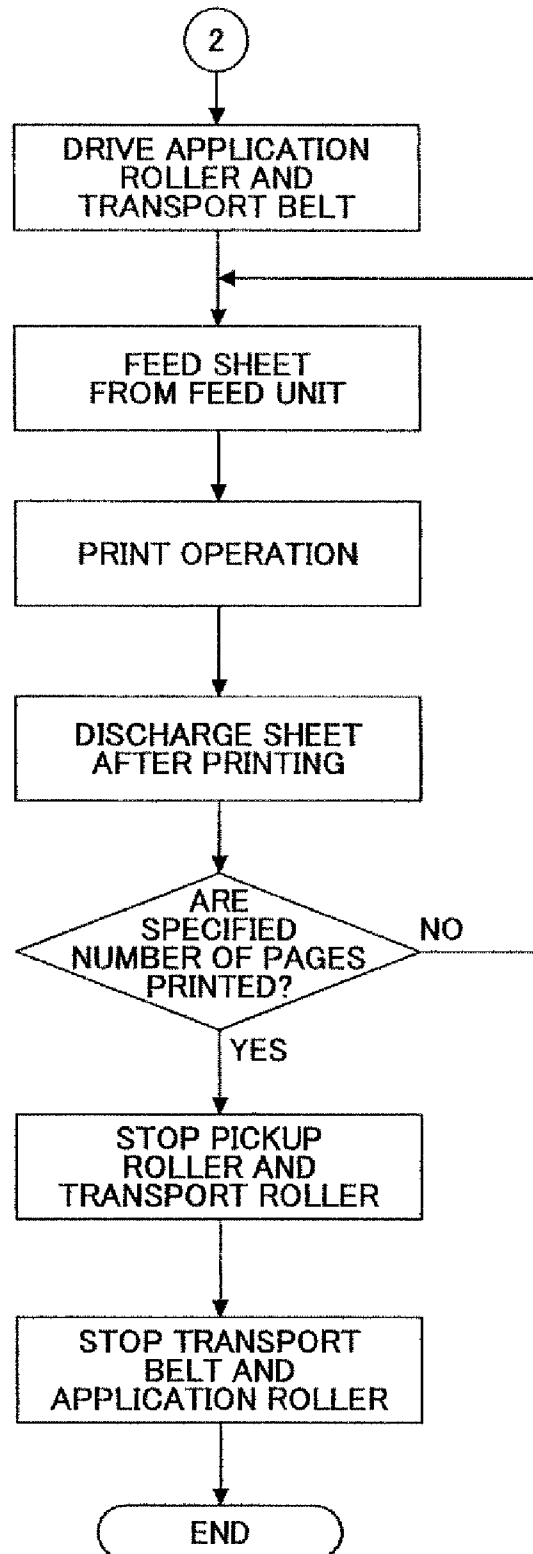 2
DRIVE APPLICATION
ROLLER AND
TRANSPORT BELT
FEED SHEET
FROM FEED UNIT
PRINT OPERATION
DISCHARGE SHEET
AFTER PRINTING
ARE
SPECIFIED
NUMBER OF PAGES
PRINTED?
NO
YES
STOP PICKUP
ROLLER AND
TRANSPORT ROLLER
STOP TRANSPORT
BELT AND
APPLICATION ROLLER
END